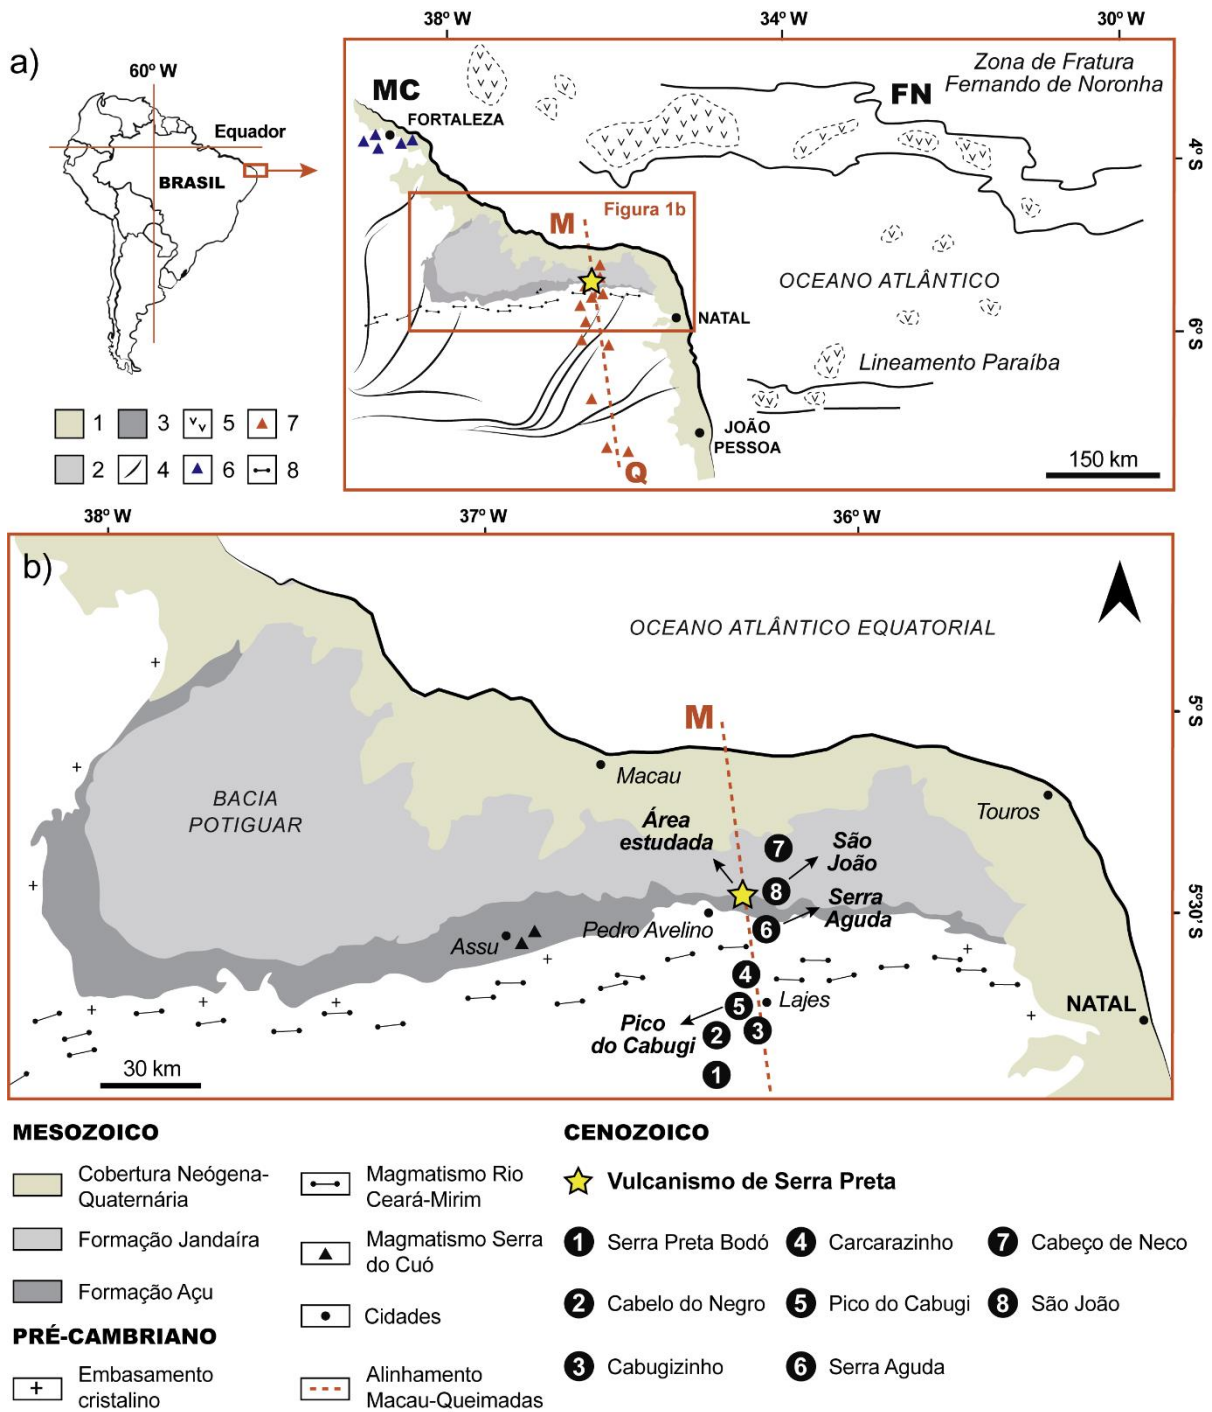 a)
60º W
Equador
BRASIL
1
3
5
7
2
4
6
8
38º W
34º W
30º W
Zona de Fratura
Fernando de Noronha
MC
FORTALEZA
FN
4ºS
M
Figura 1b
OCEANO ATLÂNTICO
NATAL
6ºS
Lineamento Paraíba
JOÃO
PESSOA
Q
150 km
38º W
37º W
36º W
b)
OCEANO ATLÂNTICO EQUATORIAL
M
5ºS
Macau
BACIA
POTIGUAR
Touros
Área
estudada
7
São
João
8
5º30'S
Serra
Aguda
Pedro Avelino
6
Assu
4
Lajes
5
NATAL
Pico
do Cabugi
2
3
1
30 km
MESOZOICO
Cobertura Neógena-
Quaternária
Formação Jandaíra
Formação Açu
PRÉ-CAMBRIANO
Embasamento
cristalino
Magmatismo Rio
Ceará-Mirim
Magmatismo Serra
do Cuó
Cidades
Alinhamento
Macau-Queimadas
CENOZOICO
Vulcanismo de Serra Preta
1 Serra Preta Bodó
4 Carcarazinho
7 Cabeço de Neco
2 Cabelo do Negro
5 Pico do Cabugi
8 São João
3 Cabugizinho
6 Serra Aguda